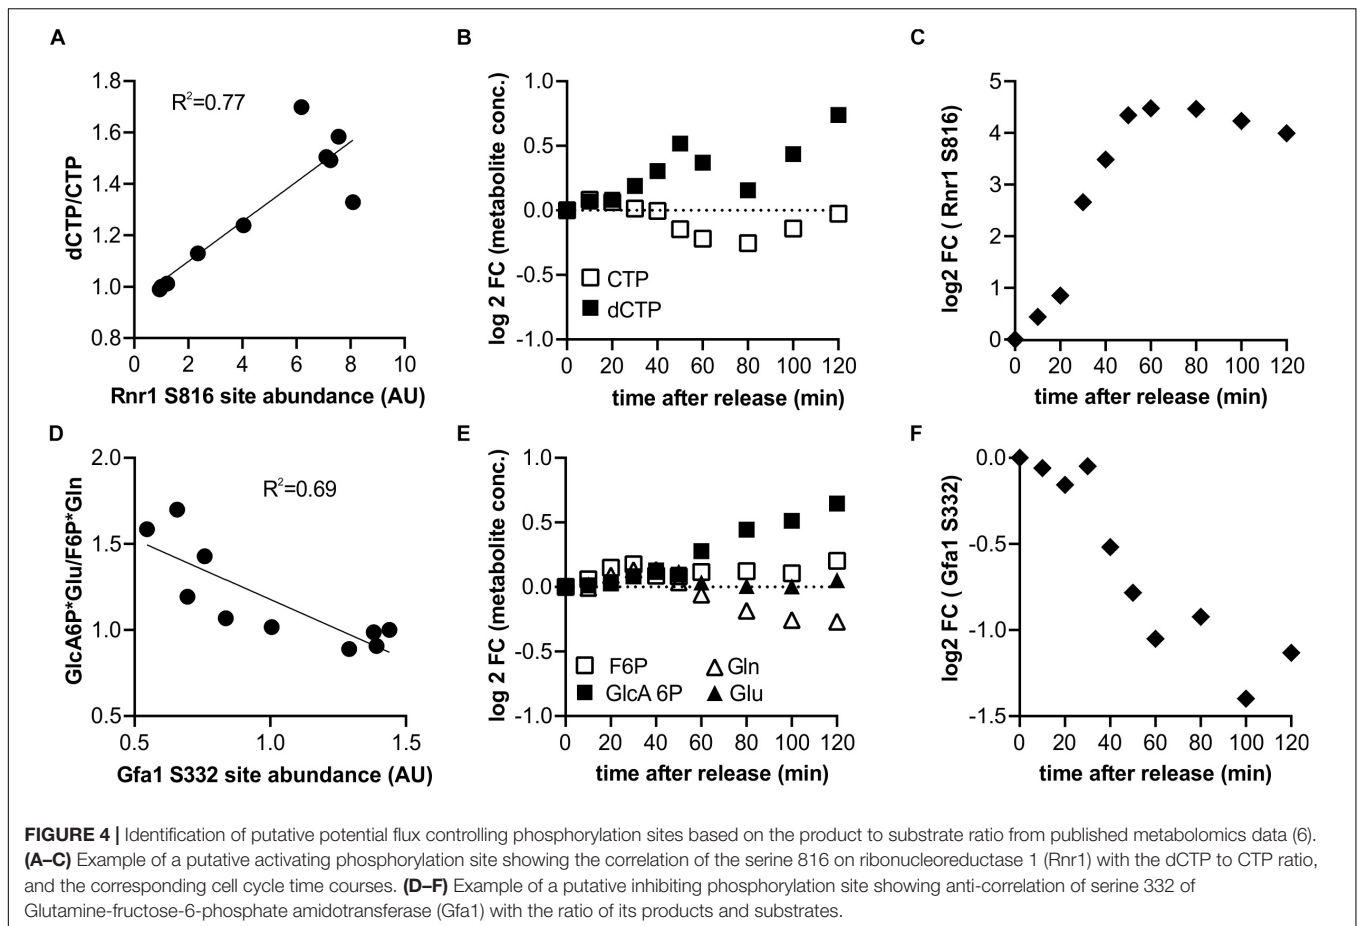 A
1.8
1.6
1.4
1.2
1.0
0.8
R²=0.77
dCTP/CTP
0 2 4 6 8 10
Rnr1 S816 site abundance (AU)
B
1.0
0.5
0.0
-0.5
-1.0
log 2 FC (metabolite conc.)
CTP
dCTP
0 20 40 60 80 100 120
time after release (min)
C
5
4
3
2
1
0
log2 FC ( Rnr1 S816)
0 20 40 60 80 100 120
time after release (min)
D
2.0
1.5
1.0
0.5
R²=0.69
GlcA6P*Glu/F6P*Gln
0.5 1.0 1.5
Gfa1 S332 site abundance (AU)
E
1.0
0.5
0.0
-0.5
-1.0
log 2 FC (metabolite conc.)
F6P Gln
GlcA 6P Glu
0 20 40 60 80 100 120
time after release (min)
F
0.0
-0.5
-1.0
-1.5
log2 FC ( Gfa1 S332)
0 20 40 60 80 100 120
time after release (min)
FIGURE 4 | Identification of putative potential flux controlling phosphorylation sites based on the product to substrate ratio from published metabolomics data (6).
(A–C) Example of a putative activating phosphorylation site showing the correlation of the serine 816 on ribonucleoreductase 1 (Rnr1) with the dCTP to CTP ratio,
and the corresponding cell cycle time courses. (D–F) Example of a putative inhibiting phosphorylation site showing anti-correlation of serine 332 of
Glutamine-fructose-6-phosphate amidotransferase (Gfa1) with the ratio of its products and substrates.